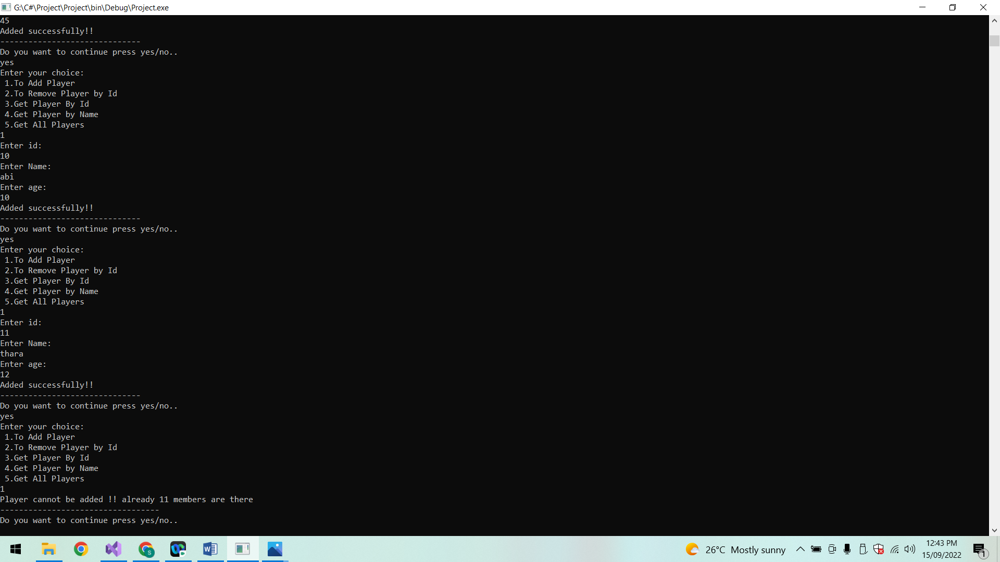 G:\C#\Project\Project\bin\Debug\Project.exe
45
Added successfully!!
------------------------------
Do you want to continue press yes/no..
yes
Enter your choice:
 1.To Add Player
 2.To Remove Player by Id
 3.Get Player By Id
 4.Get Player by Name
 5.Get All Players
1
Enter id:
10
Enter Name:
abi
Enter age:
10
Added successfully!!
------------------------------
Do you want to continue press yes/no..
yes
Enter your choice:
 1.To Add Player
 2.To Remove Player by Id
 3.Get Player By Id
 4.Get Player by Name
 5.Get All Players
1
Enter id:
11
Enter Name:
thara
Enter age:
12
Added successfully!!
------------------------------
Do you want to continue press yes/no..
yes
Enter your choice:
 1.To Add Player
 2.To Remove Player by Id
 3.Get Player By Id
 4.Get Player by Name
 5.Get All Players
1
Player cannot be added !! already 11 members are there
----------------------------------
Do you want to continue press yes/no..
S
W
26°C Mostly sunny
12:43 PM
15/09/2022
1